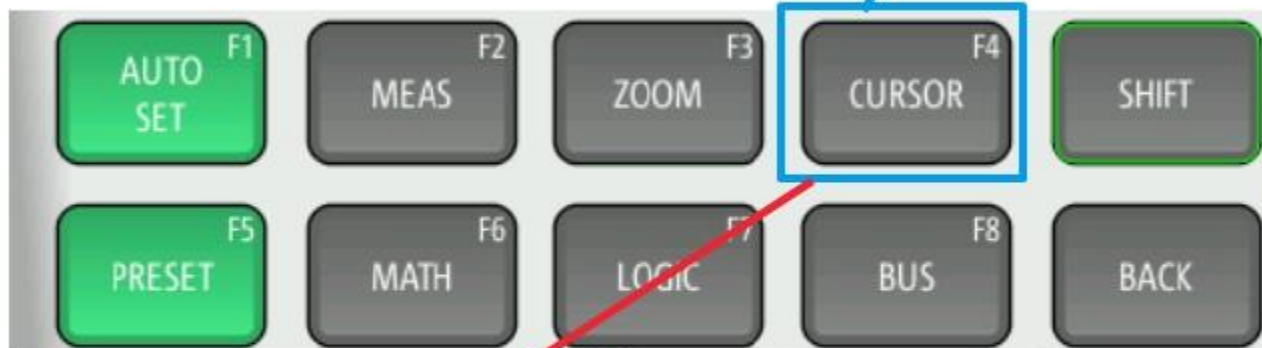 F1
AUTO
SET
F2
MEAS
F3
ZOOM
F4
CURSOR
SHIFT
F5
PRESET
F6
MATH
F7
LOGIC
F8
BUS
BACK